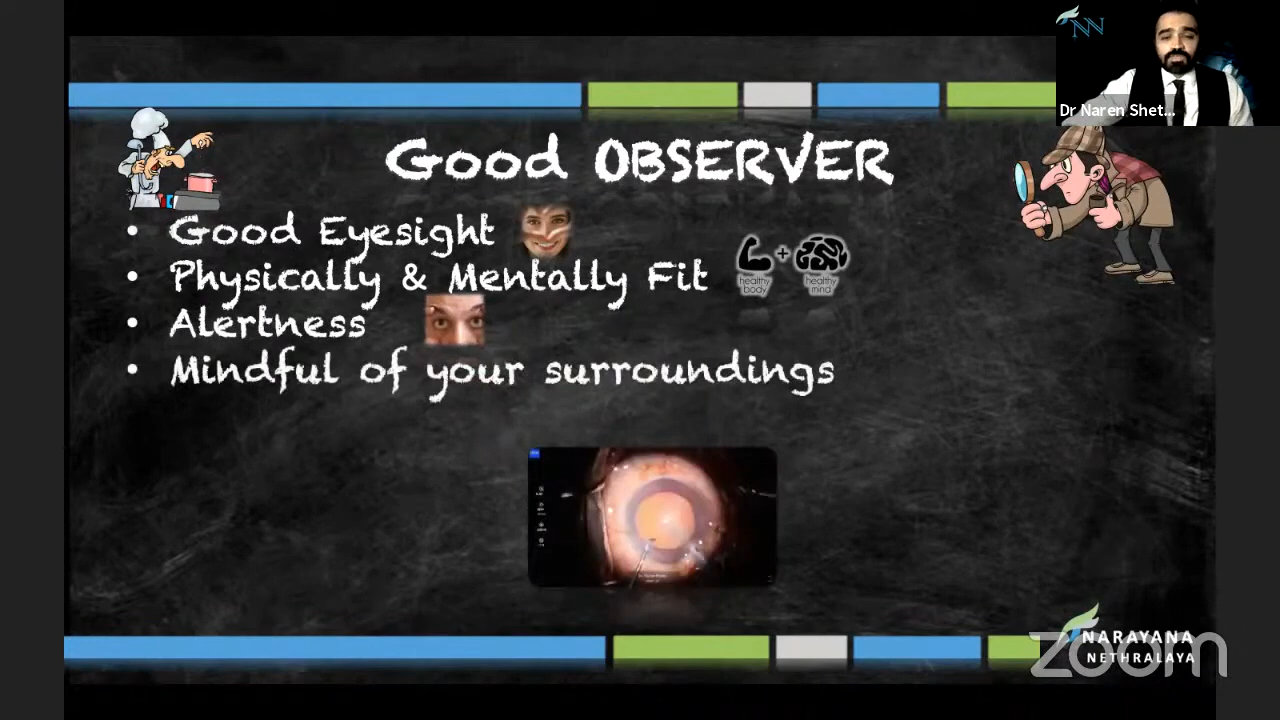 Dr Naren Shet...
Good OBSERVER
• Good Eyesight
• Physically & Mentally Fit
healthy body
+
healthy mind
• Alertness
• Mindful of your surroundings
NARAYANA
NETHRALAYA
zoom